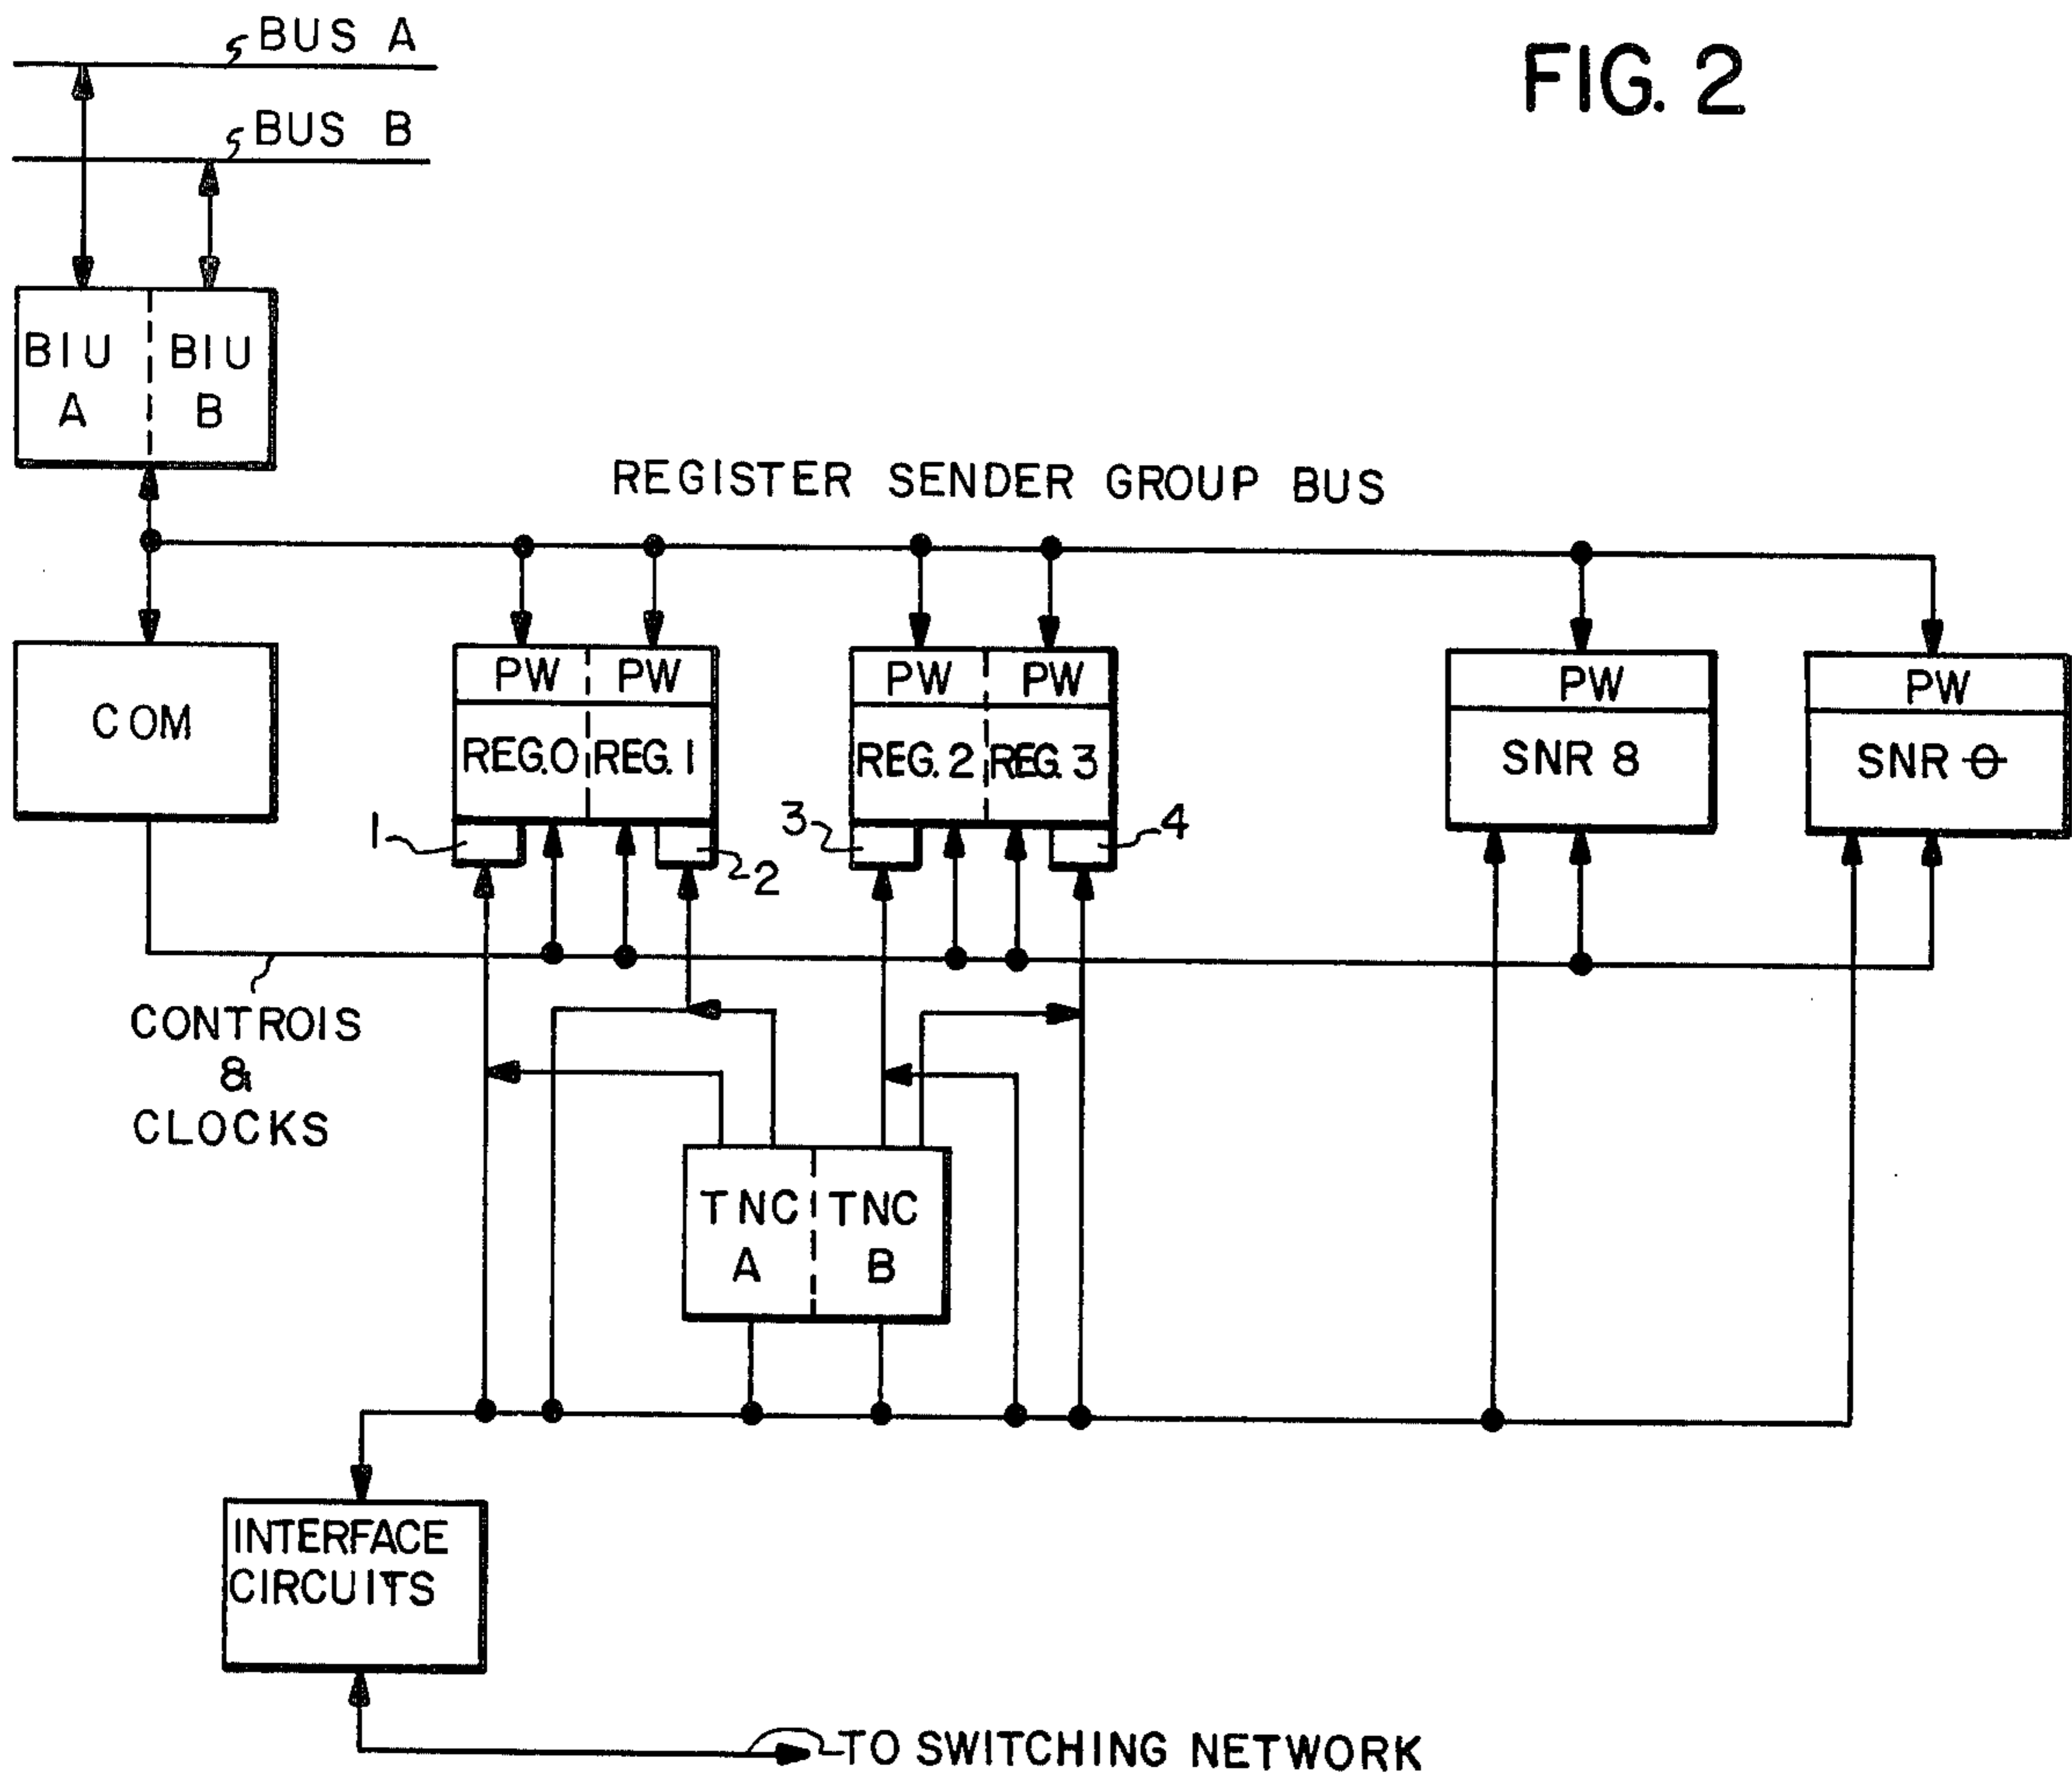 FIG. 2
BUS A
BUS B
BIU A
BIU B
REGISTER SENDER GROUP BUS
COM
PW
PW
REG.0
REG. 1
PW
PW
REG. 2
REG. 3
PW
SNR 8
PW
SNR 0
1
2
3
4
CONTROIS
&
CLOCKS
TNC A
TNC B
INTERFACE
CIRCUITS
TO SWITCHING NETWORK